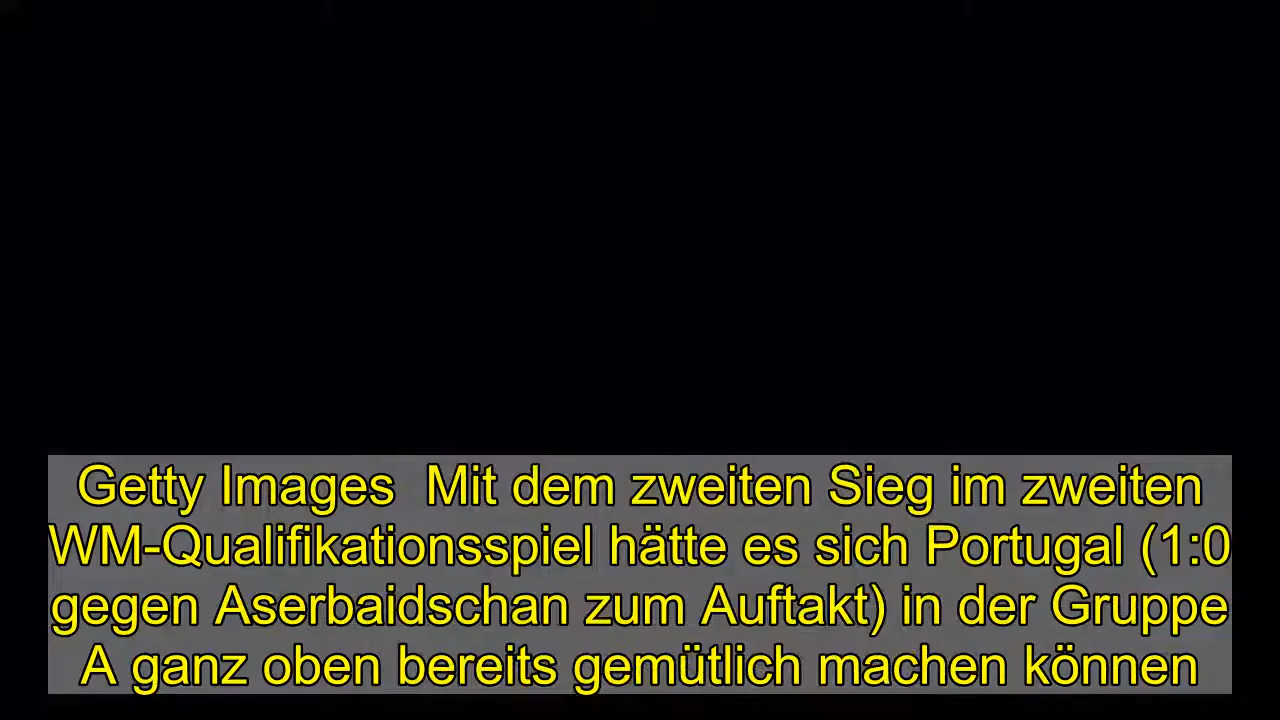 Getty Images  Mit dem zweiten Sieg im zweiten
WM-Qualifikationsspiel hätte es sich Portugal (1:0
gegen Aserbaidschan zum Auftakt) in der Gruppe
A ganz oben bereits gemütlich machen können